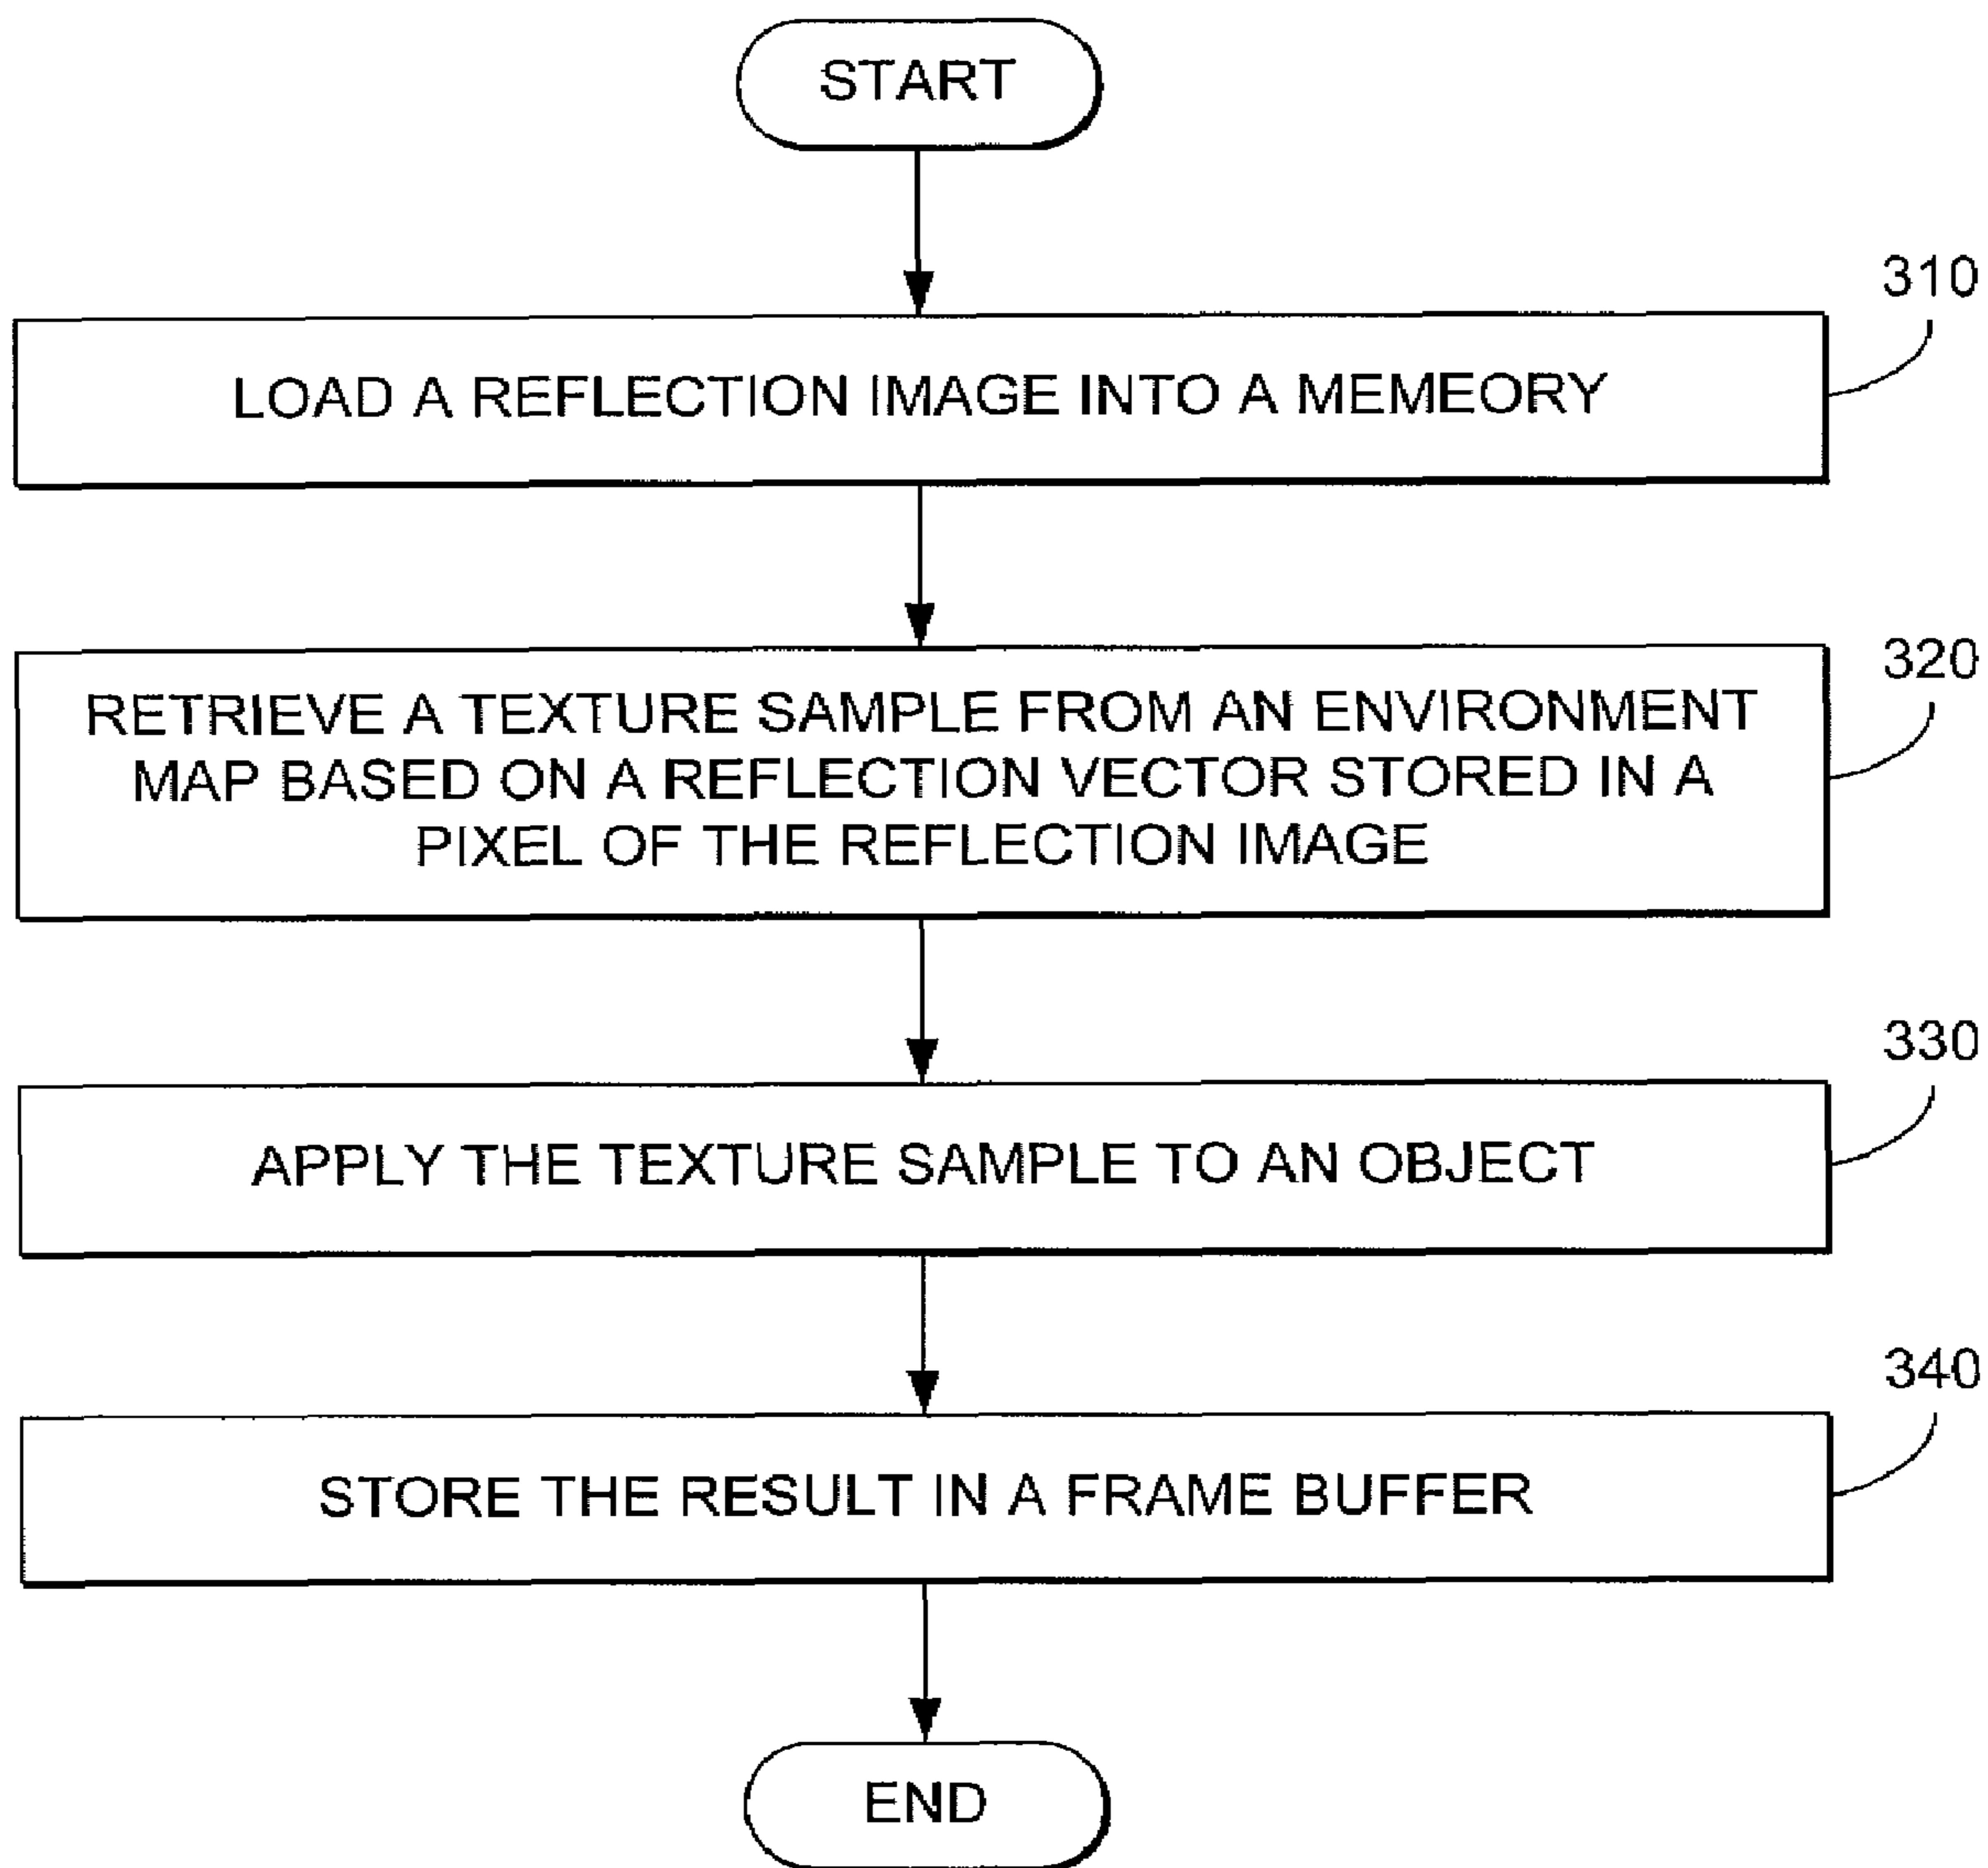 START
310
LOAD A REFLECTION IMAGE INTO A MEMEORY
320
RETRIEVE A TEXTURE SAMPLE FROM AN ENVIRONMENT
MAP BASED ON A REFLECTION VECTOR STORED IN A
PIXEL OF THE REFLECTION IMAGE
330
APPLY THE TEXTURE SAMPLE TO AN OBJECT
340
STORE THE RESULT IN A FRAME BUFFER
END